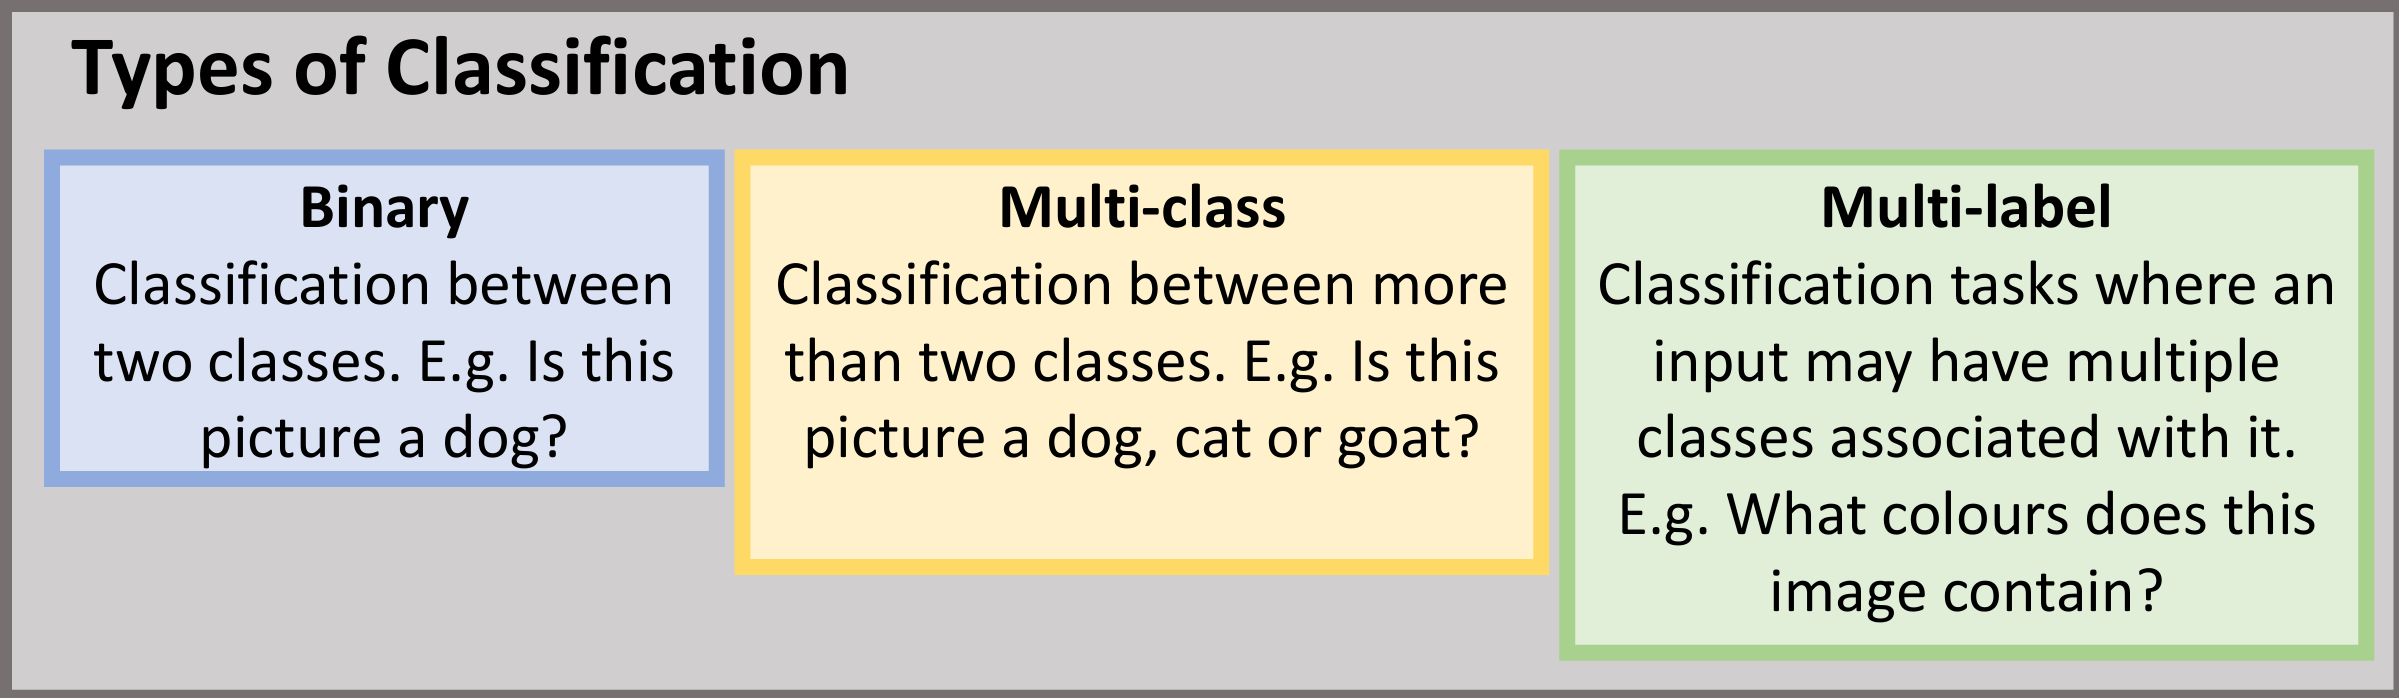 Types of Classification
Binary
Classification between
two classes. E.g. Is this
picture a dog?
Multi-class
Classification between more
than two classes. E.g. Is this
picture a dog, cat or goat?
Multi-label
Classification tasks where an
input may have multiple
classes associated with it.
E.g. What colours does this
image contain?